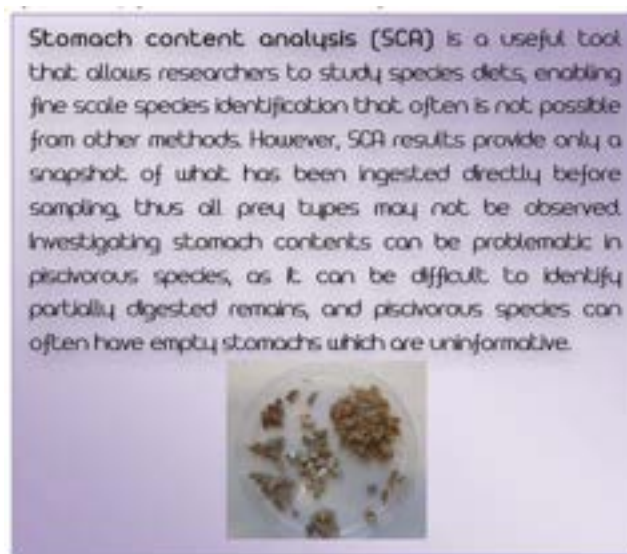 Stomach content analysis (SCA) is a useful tool
that allows researchers to study species diets, enabling
fine scale species identification that often is not possible
from other methods. However, SCA results provide only a
snapshot of what has been ingested directly before
sampling, thus all prey types may not be observed.
Investigating stomach contents can be problematic in
piscivorous species, as it can be difficult to identify
partially digested remains, and piscivorous species can
often have empty stomachs which are uninformative.